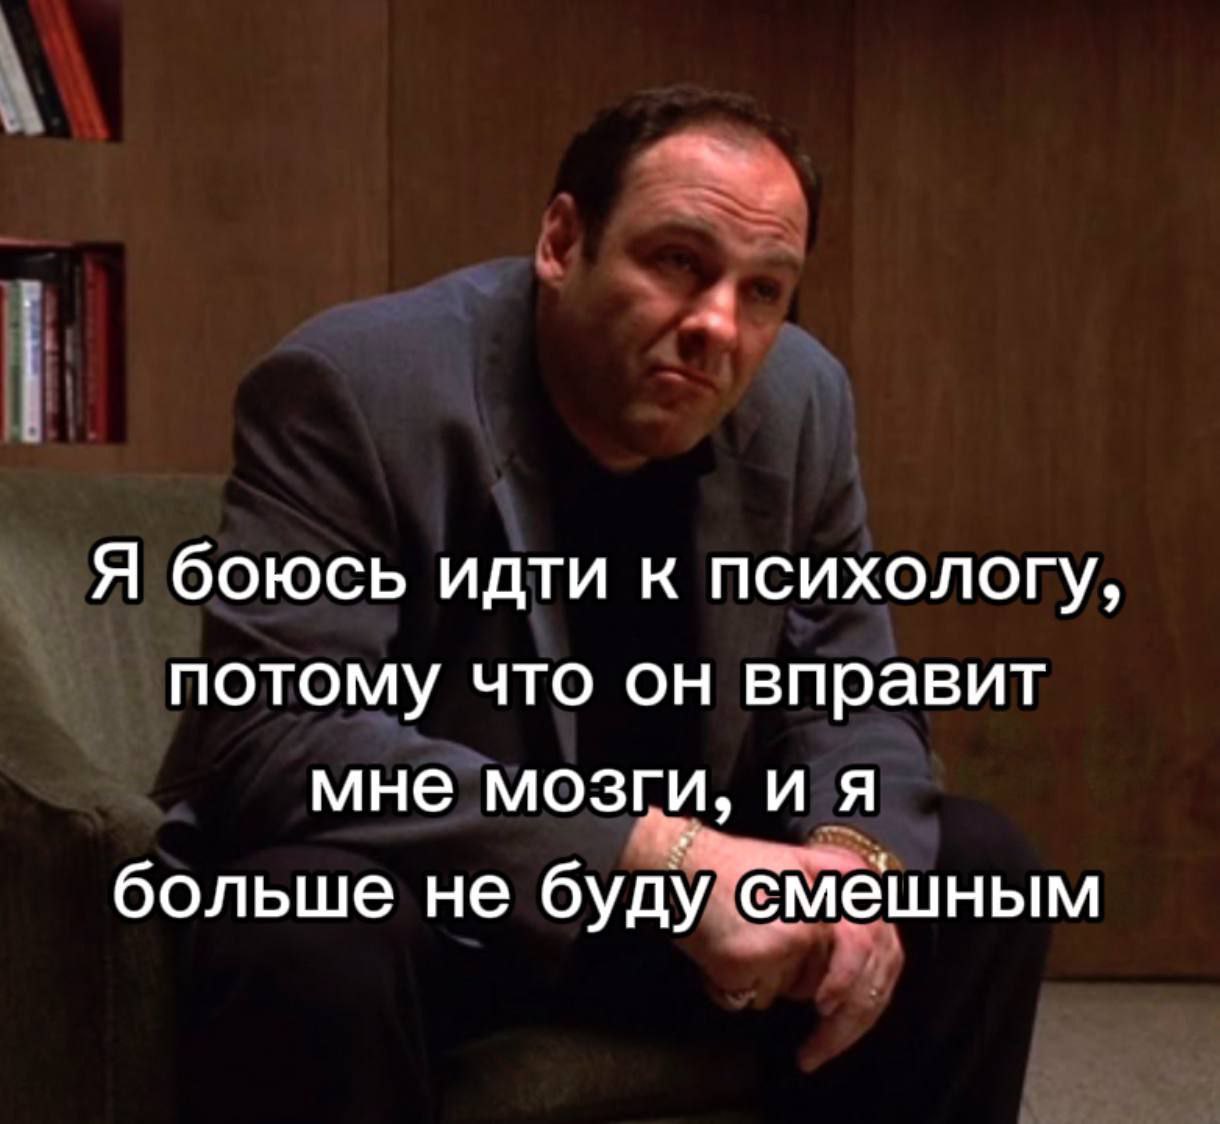 Я боюсь идти к психологу,
потому что он вправит
мне мозги, и я
больше не буду смешным